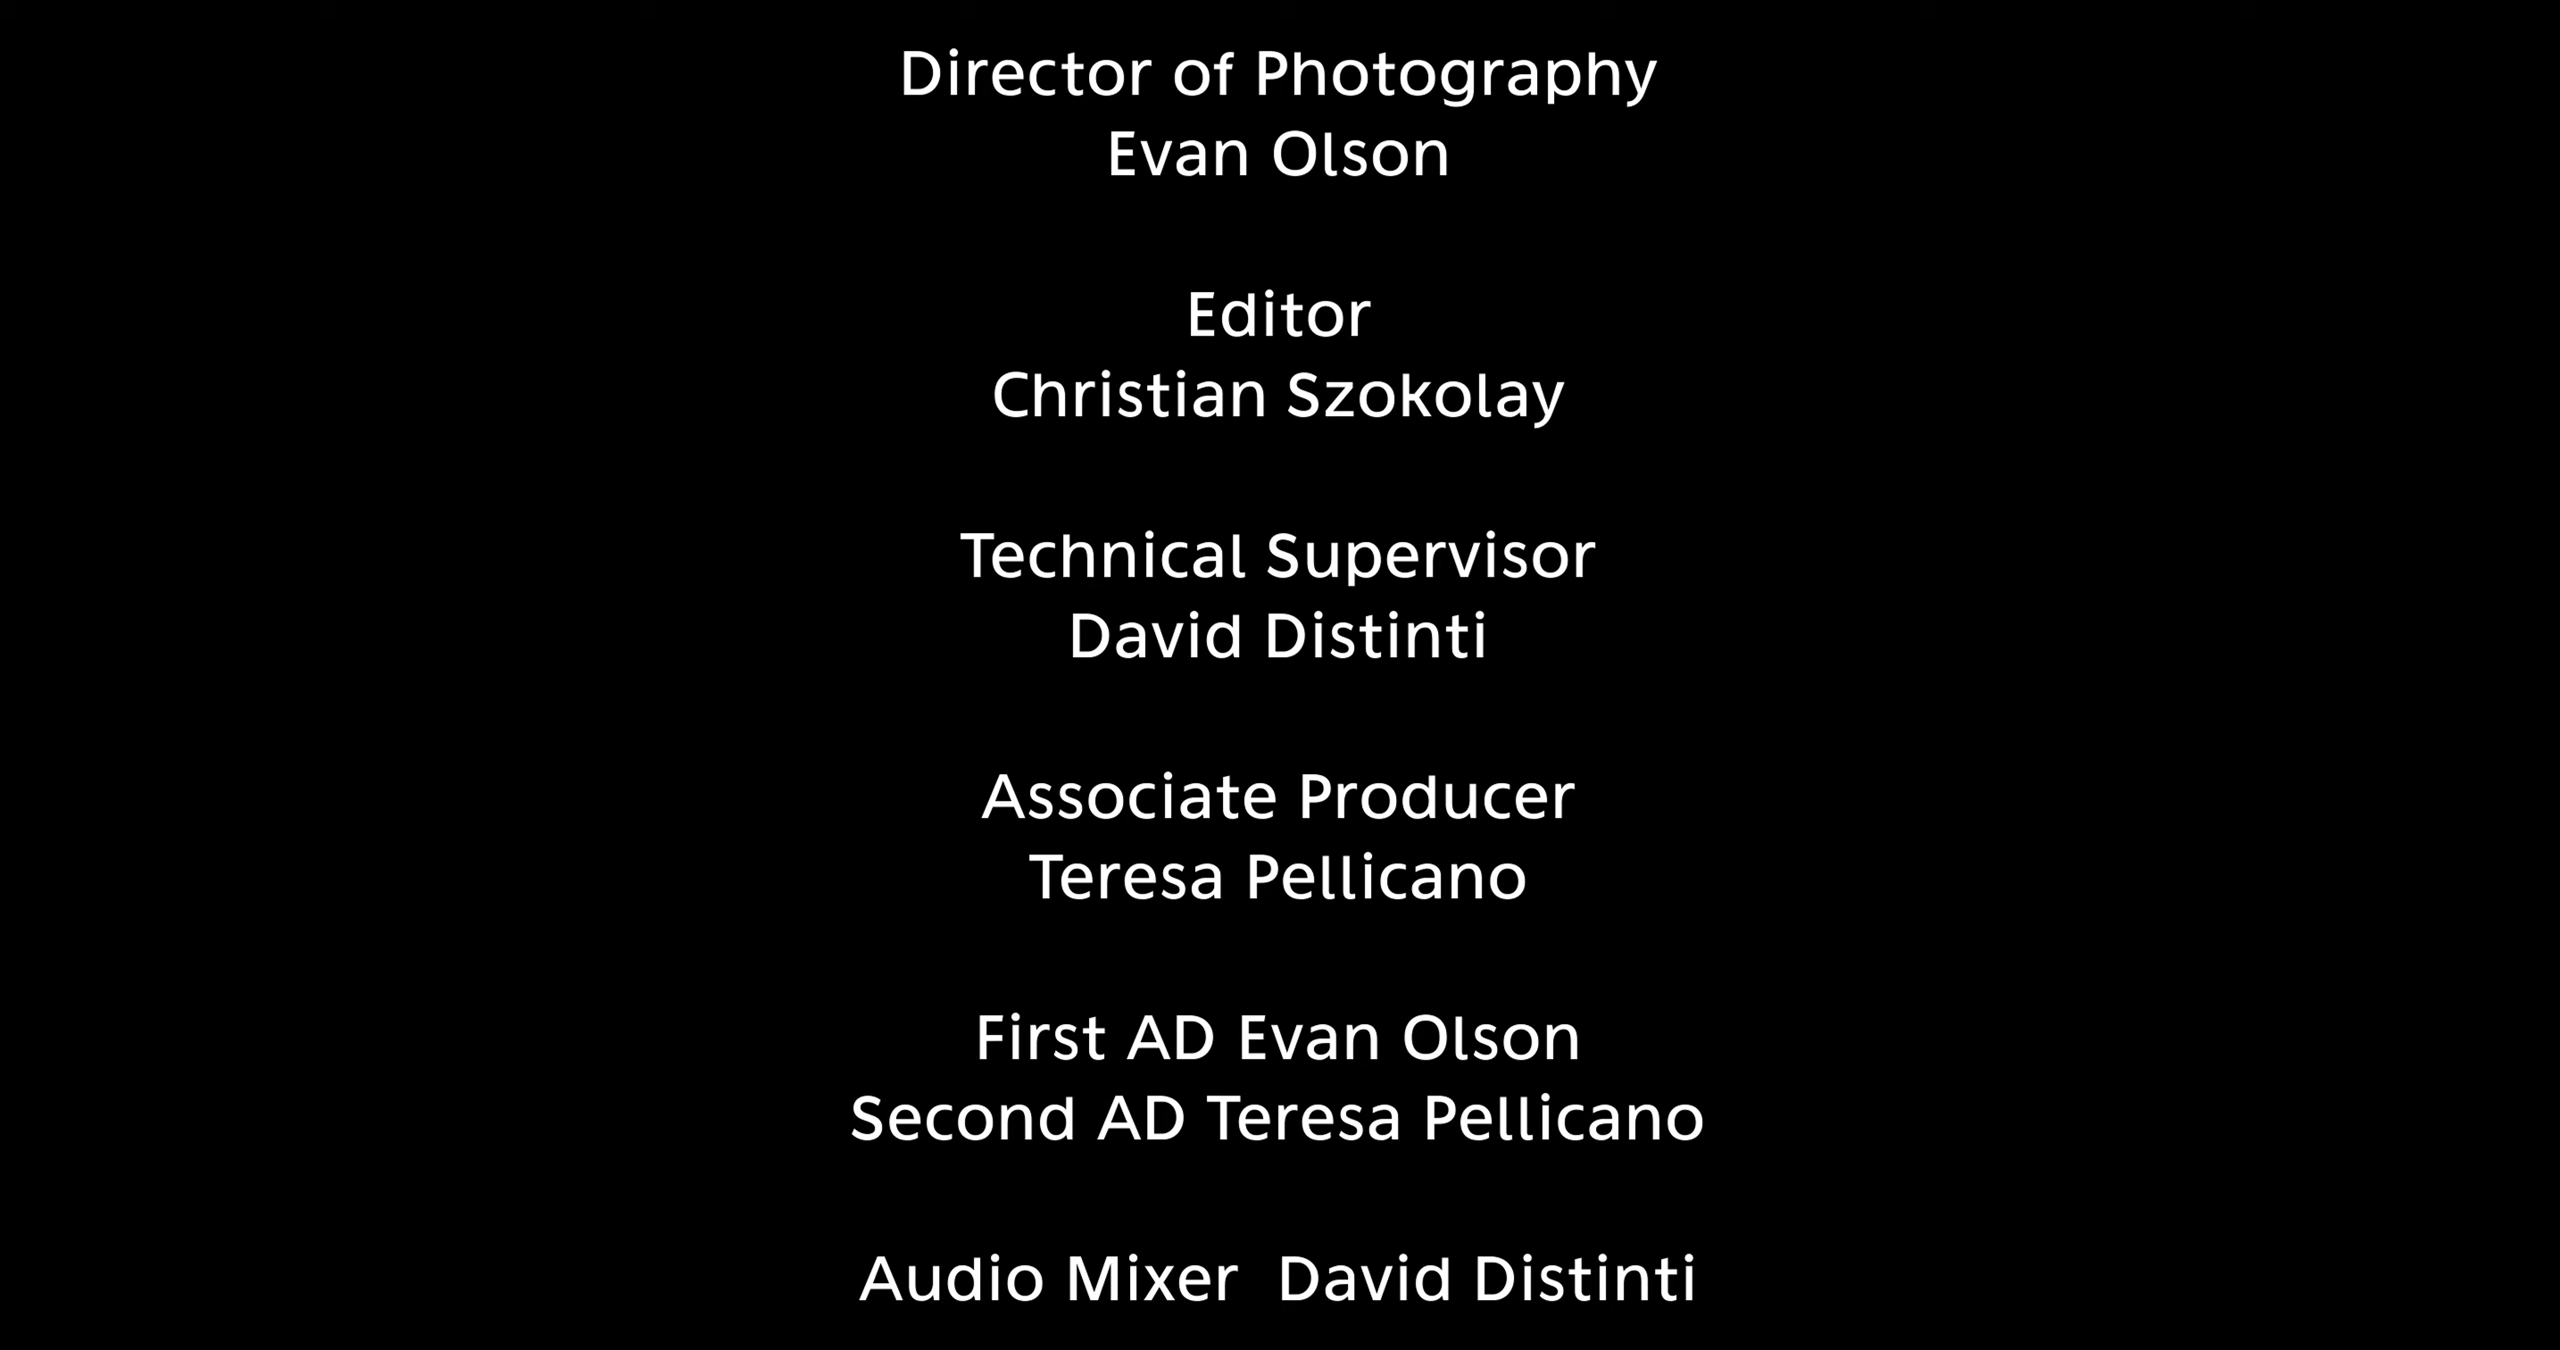 Director of Photography
Evan Olson
Editor
Christian Szokolay
Technical Supervisor
David Distinti
Associate Producer
Teresa Pellicano
First AD Evan Olson
Second AD Teresa Pellicano
Audio Mixer  David Distinti